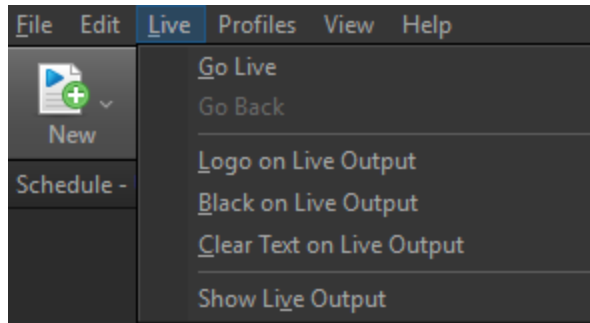 File Edit Live Profiles View Help
Go Live
Go Back
New
Logo on Live Output
Schedule -
Black on Live Output
Clear Text on Live Output
Show Live Output